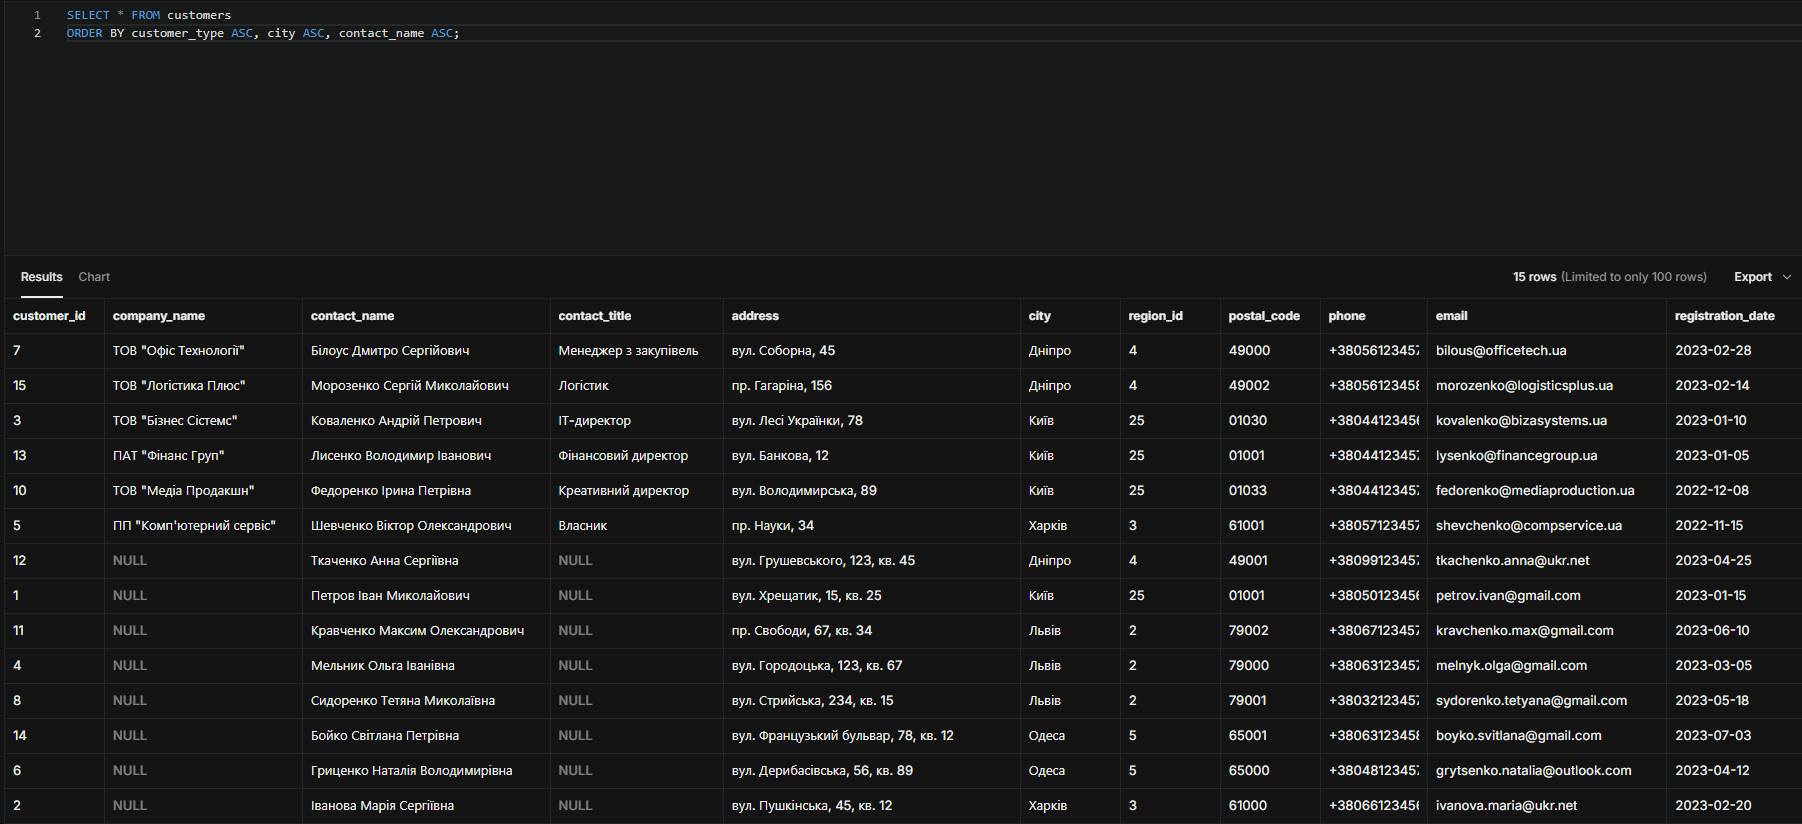 1 SELECT * FROM customers
2 ORDER BY customer_type ASC, city ASC, contact_name ASC;
Results Chart 15 rows (Limited to only 100 rows) Export
customer_id company_name contact_name contact_title address city region_id postal_code phone email registration_date
7 ТОВ "Офіс Технології" Білоус Дмитро Сергійович Менеджер з закупівель вул. Соборна, 45 Дніпро 4 49000 +38056123457 bilous@officetech.ua 2023-02-28
15 ТОВ "Логістика Плюс" Морозенко Сергій Миколайович Логістик пр. Гагаріна, 156 Дніпро 4 49002 +38056123458 morozenko@logisticsplus.ua 2023-02-14
3 ТОВ "Бізнес Сістемс" Коваленко Андрій Петрович ІТ-директор вул. Лесі Українки, 78 Київ 25 01030 +38044123456 kovalenko@bizasystems.ua 2023-01-10
13 ПАТ "Фінанс Груп" Лисенко Володимир Іванович Фінансовий директор вул. Банкова, 12 Київ 25 01001 +38044123457 lysenko@financegroup.ua 2023-01-05
10 ТОВ "Медіа Продакшн" Федоренко Ірина Петрівна Креативний директор вул. Володимирська, 89 Київ 25 01033 +38044123457 fedorenko@mediaproduction.ua 2022-12-08
5 ПП "Комп'ютерний сервіс" Шевченко Віктор Олександрович Власник пр. Науки, 34 Харків 3 61001 +38057123457 shevchenko@compservice.ua 2022-11-15
12 NULL Ткаченко Анна Сергіївна NULL вул. Грушевського, 123, кв. 45 Дніпро 4 49001 +38099123457 tkachenko.anna@ukr.net 2023-04-25
1 NULL Петров Іван Миколайович NULL вул. Хрещатик, 15, кв. 25 Київ 25 01001 +38050123456 petrov.ivan@gmail.com 2023-01-15
11 NULL Кравченко Максим Олександрович NULL пр. Свободи, 67, кв. 34 Львів 2 79002 +38067123457 kravchenko.max@gmail.com 2023-06-10
4 NULL Мельник Ольга Іванівна NULL вул. Городоцька, 123, кв. 67 Львів 2 79000 +38063123457 melnyk.olga@gmail.com 2023-03-05
8 NULL Сидоренко Тетяна Миколаївна NULL вул. Стрийська, 234, кв. 15 Львів 2 79001 +38032123457 sydorenko.tetyana@gmail.com 2023-05-18
14 NULL Бойко Світлана Петрівна NULL вул. Французький бульвар, 78, кв. 12 Одеса 5 65001 +38063123458 boyko.svitlana@gmail.com 2023-07-03
6 NULL Гриценко Наталія Володимирівна NULL вул. Дерибасівська, 56, кв. 89 Одеса 5 65000 +38048123457 grytsenko.natalia@outlook.com 2023-04-12
2 NULL Іванова Марія Сергіївна NULL вул. Пушкінська, 45, кв. 12 Харків 3 61000 +38066123456 ivanova.maria@ukr.net 2023-02-20